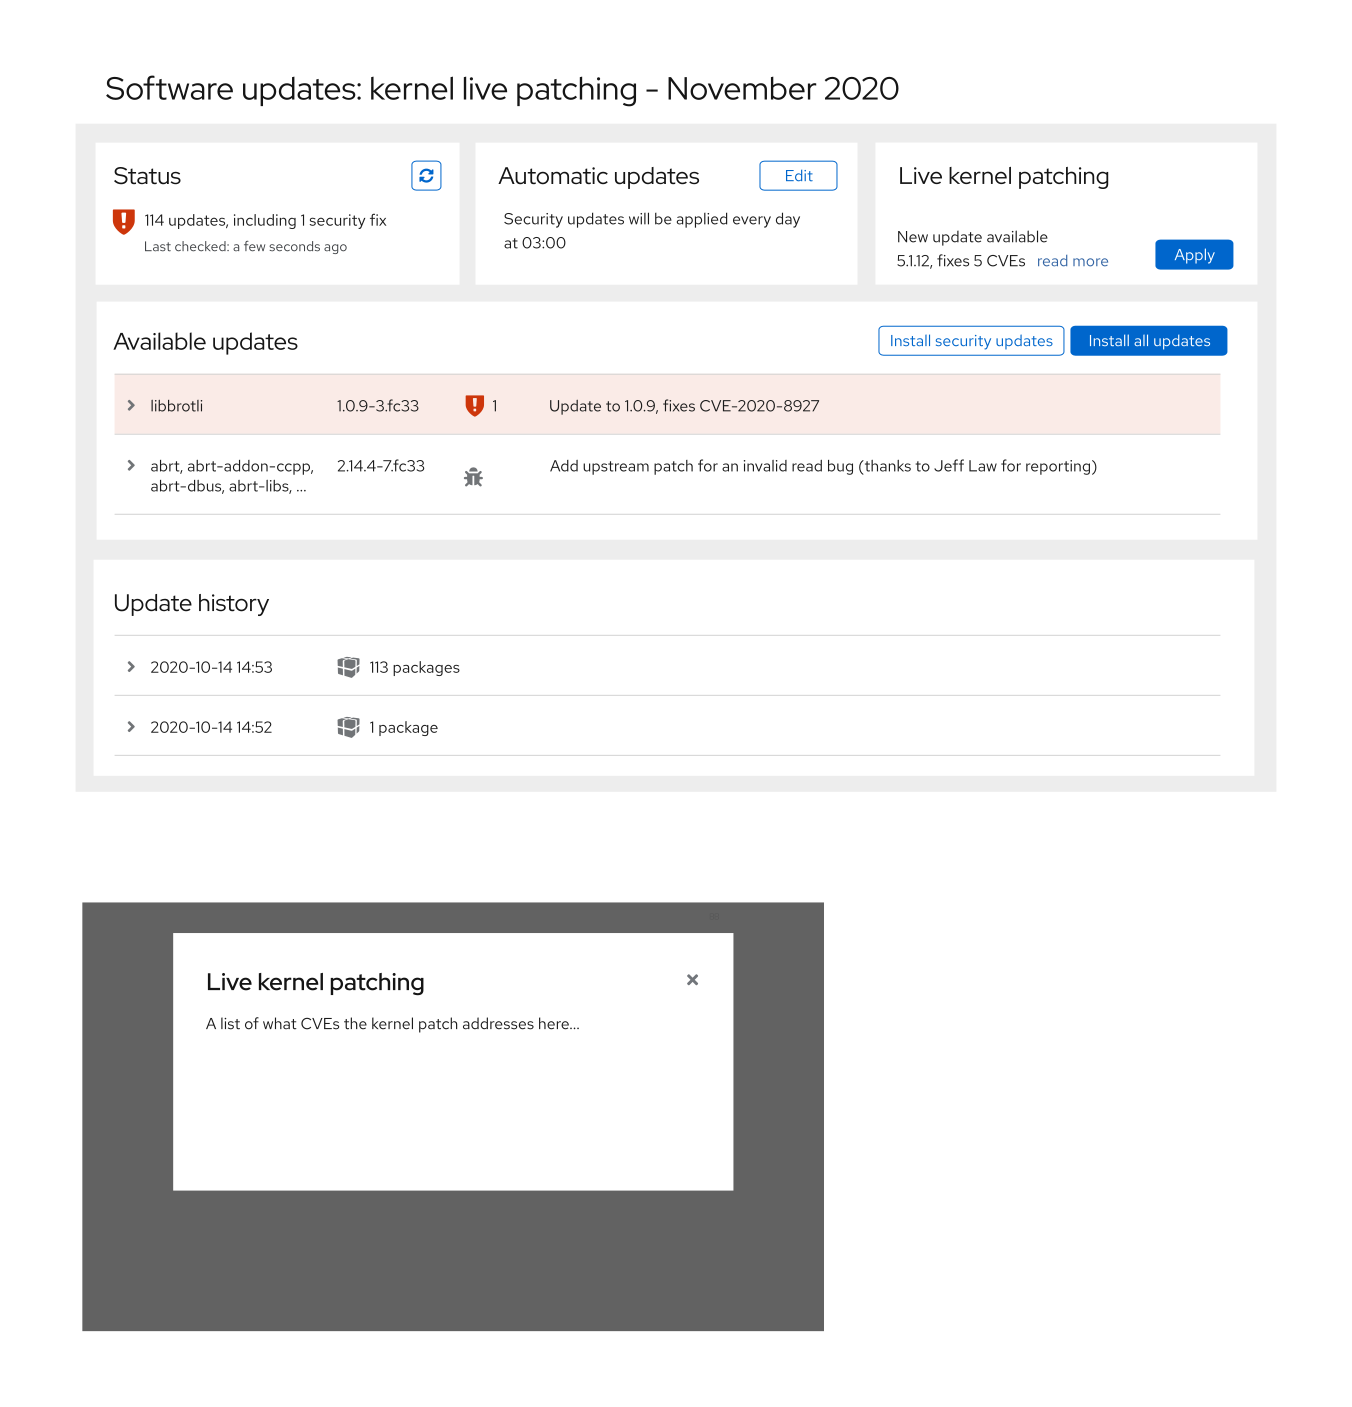 Software updates: kernel live patching - November 2020
Status
114 updates, including 1 security fix
Last checked: a few seconds ago
Automatic updates
Edit
Security updates will be applied every day
at 03:00
Live kernel patching
New update available
5.1.12, fixes 5 CVEs read more
Apply
Available updates
Install security updates
Install all updates
libbrotli 1.0.9-3.fc33 1 Update to 1.0.9, fixes CVE-2020-8927
abrt, abrt-addon-ccpp, 2.14.4-7.fc33 Add upstream patch for an invalid read bug (thanks to Jeff Law for reporting)
abrt-dbus, abrt-libs, ...
Update history
2020-10-14 14:53 113 packages
2020-10-14 14:52 1 package
Live kernel patching
A list of what CVEs the kernel patch addresses here...